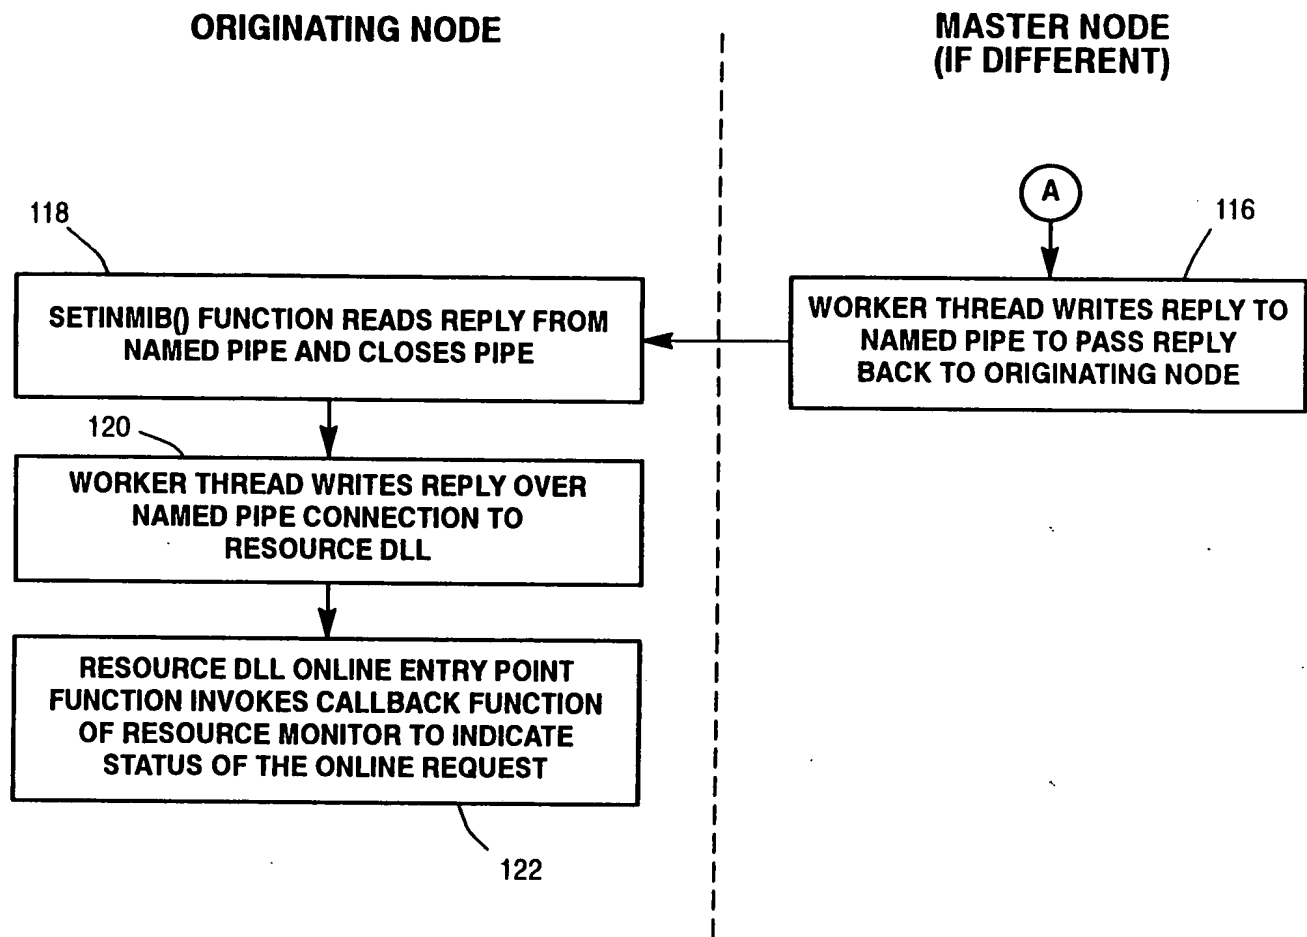 ORIGINATING NODE
MASTER NODE
(IF DIFFERENT)
A
116
WORKER THREAD WRITES REPLY TO
NAMED PIPE TO PASS REPLY
BACK TO ORIGINATING NODE
118
SETINMIB() FUNCTION READS REPLY FROM
NAMED PIPE AND CLOSES PIPE
120
WORKER THREAD WRITES REPLY OVER
NAMED PIPE CONNECTION TO
RESOURCE DLL
RESOURCE DLL ONLINE ENTRY POINT
FUNCTION INVOKES CALLBACK FUNCTION
OF RESOURCE MONITOR TO INDICATE
STATUS OF THE ONLINE REQUEST
122